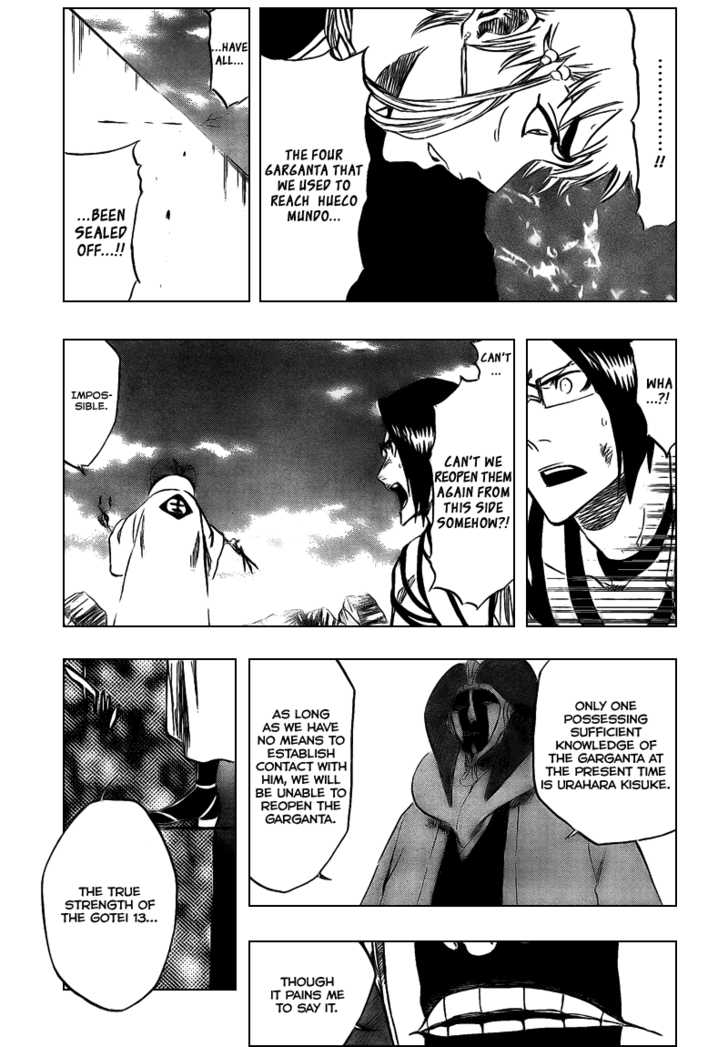 ..........!!
THE FOUR
GARGANTA THAT
WE USED TO
REACH HUECO
MUNDO...
...HAVE
ALL...
...BEEN
SEALED
OFF...!!
WHA
...?!
CAN'T
...
CAN'T WE
REOPEN THEM
AGAIN FROM
THIS SIDE
SOMEHOW?!
IMPOS-
SIBLE.
ONLY ONE
POSSESSING
SUFFICIENT
KNOWLEDGE OF
THE GARGANTA AT
THE PRESENT TIME
IS URAHARA KISUKE.
AS LONG
AS WE HAVE
NO MEANS TO
ESTABLISH
CONTACT WITH
HIM, WE WILL
BE UNABLE TO
REOPEN THE
GARGANTA.
THOUGH
IT PAINS ME
TO SAY IT.
THE TRUE
STRENGTH OF
THE GOTEI 13...